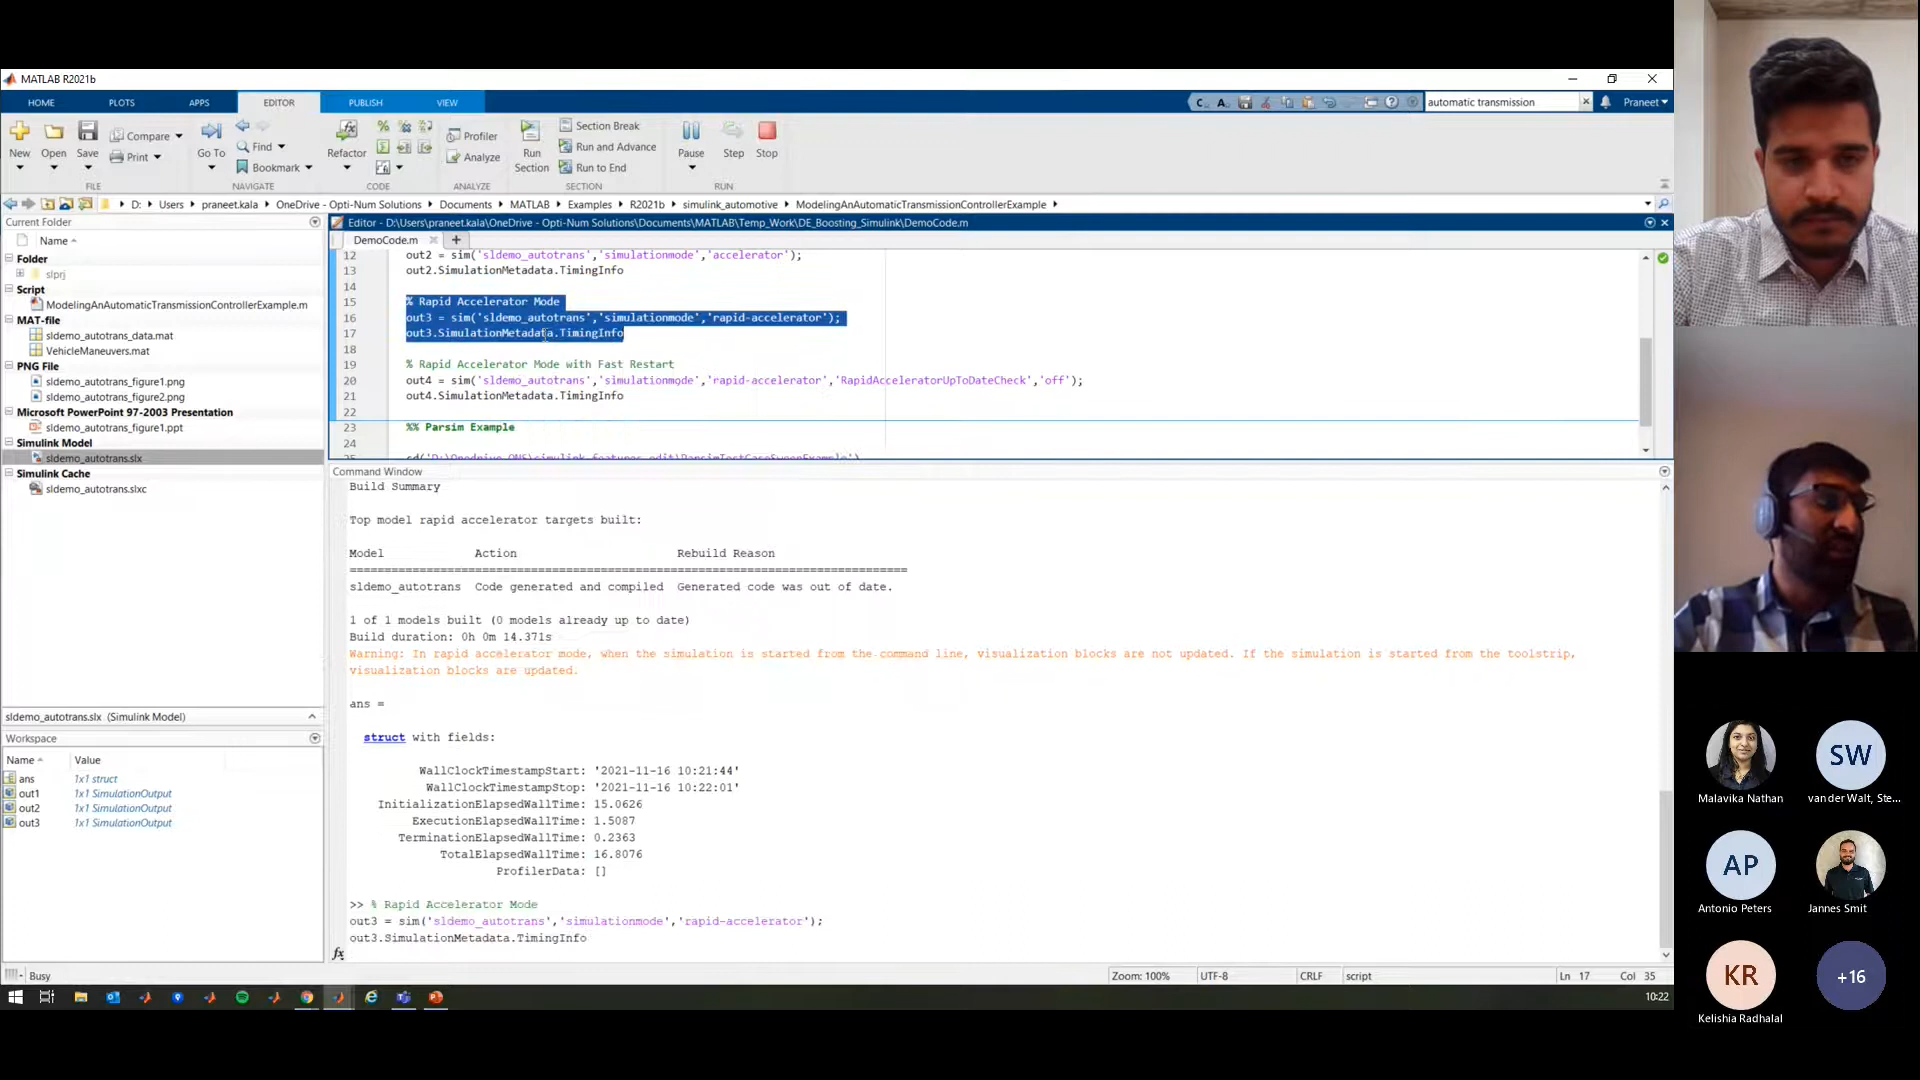 MATLAB R2021b
HOME PLOTS APPS EDITOR PUBLISH VIEW
automatic transmission
Praneet
New Open Save
Compare
Print
FILE
Go To
Find
Bookmark
NAVIGATE
Refactor
CODE
Profiler
Analyze
ANALYZE
Run Section
Section Break
Run and Advance
Run to End
SECTION
Pause Step Stop
RUN
D: Users praneet.kala OneDrive - Opti-Num Solutions Documents MATLAB Examples R2021b simulink_automotive ModelingAnAutomaticTransmissionControllerExample
Current Folder
Name
Folder
slprj
Script
ModelingAnAutomaticTransmissionControllerExample.m
MAT-file
sldemo_autotrans_data.mat
VehicleManeuvers.mat
PNG File
sldemo_autotrans_figure1.png
sldemo_autotrans_figure2.png
Microsoft PowerPoint 97-2003 Presentation
sldemo_autotrans_figure1.ppt
Simulink Model
sldemo_autotrans.slx
Simulink Cache
sldemo_autotrans.slxc
sldemo_autotrans.slx (Simulink Model)
Workspace
Name Value
ans 1x1 struct
out1 1x1 SimulationOutput
out2 1x1 SimulationOutput
out3 1x1 SimulationOutput
Editor - D:\Users\praneet.kala\OneDrive - Opti-Num Solutions\Documents\MATLAB\Temp_Work\DE_Boosting_Simulink\DemoCode.m
DemoCode.m
12 out2 = sim('sldemo_autotrans','simulationmode','accelerator');
13 out2.SimulationMetadata.TimingInfo
14
15 % Rapid Accelerator Mode
16 out3 = sim('sldemo_autotrans','simulationmode','rapid-accelerator');
17 out3.SimulationMetadata.TimingInfo
18
19 % Rapid Accelerator Mode with Fast Restart
20 out4 = sim('sldemo_autotrans','simulationmode','rapid-accelerator','RapidAcceleratorUpToDateCheck','off');
21 out4.SimulationMetadata.TimingInfo
22
23 %% Parsim Example
24
Command Window
Build Summary
Top model rapid accelerator targets built:
Model Action Rebuild Reason
=====================================================================================
sldemo_autotrans Code generated and compiled Generated code was out of date.
1 of 1 models built (0 models already up to date)
Build duration: 0h 0m 14.371s
Warning: In rapid accelerator mode, when the simulation is started from the command line, visualization blocks are not updated. If the simulation is started from the toolstrip,
visualization blocks are updated.
ans =
struct with fields:
WallClockTimestampStart: '2021-11-16 10:21:44'
WallClockTimestampStop: '2021-11-16 10:22:01'
InitializationElapsedWallTime: 15.0626
ExecutionElapsedWallTime: 1.5087
TerminationElapsedWallTime: 0.2363
TotalElapsedWallTime: 16.8076
ProfilerData: []
>> % Rapid Accelerator Mode
out3 = sim('sldemo_autotrans','simulationmode','rapid-accelerator');
out3.SimulationMetadata.TimingInfo
fx
Busy
Zoom: 100% UTF-8 CRLF script Ln 17 Col 35
10:22
Malavika Nathan
SW
van der Walt, Ste...
AP
Antonio Peters
Jannes Smit
KR
Kelishia Radhalal
+16